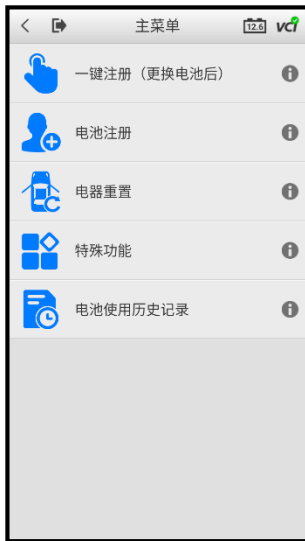 主菜单 12.6 VCI
一键注册（更换电池后）
电池注册
电器重置
特殊功能
电池使用历史记录